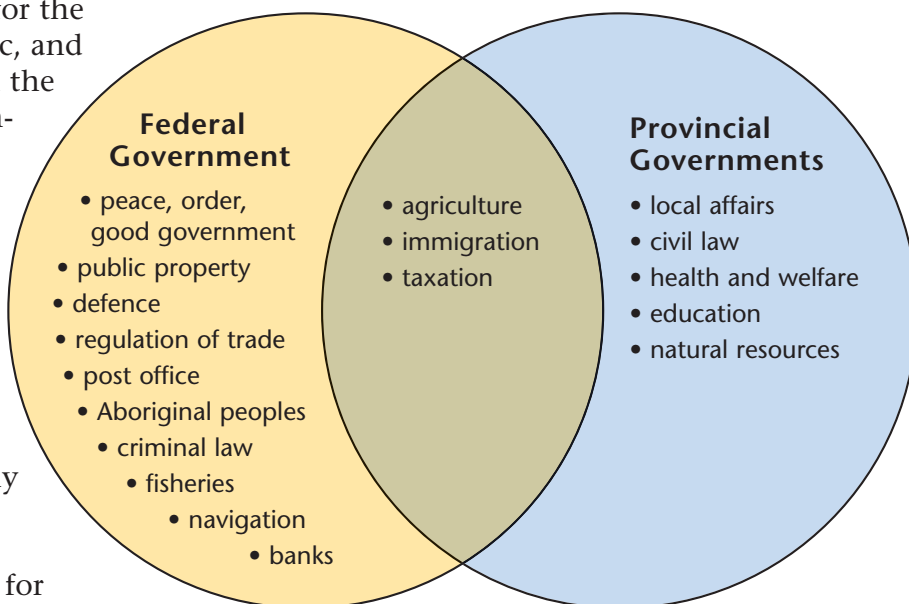 c, and
the
Federal
Government
• peace, order,
good government
• public property
• defence
• regulation of trade
• post office
• Aboriginal peoples
• criminal law
• fisheries
• navigation
• banks
• agriculture
• immigration
• taxation
Provincial
Governments
• local affairs
• civil law
• health and welfare
• education
• natural resources
for